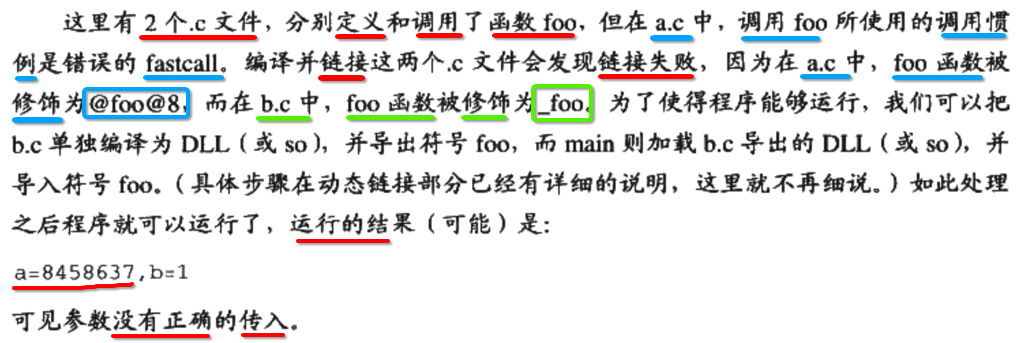 这里有 2 个.c 文件，分别定义和调用了函数 foo，但在 a.c 中，调用 foo 所使用的调用惯
例是错误的 fastcall。编译并链接这两个.c 文件会发现链接失败，因为在 a.c 中，foo 函数被
修饰为@foo@8，而在 b.c 中，foo 函数被修饰为_foo。为了使得程序能够运行，我们可以把
b.c 单独编译为 DLL（或 so），并导出符号 foo，而 main 则加载 b.c 导出的 DLL（或 so），并
导入符号 foo。（具体步骤在动态链接部分已经有详细的说明，这里就不再细说。）如此处理
之后程序就可以运行了，运行的结果（可能）是：
a=8458637,b=1
可见参数没有正确的传入。